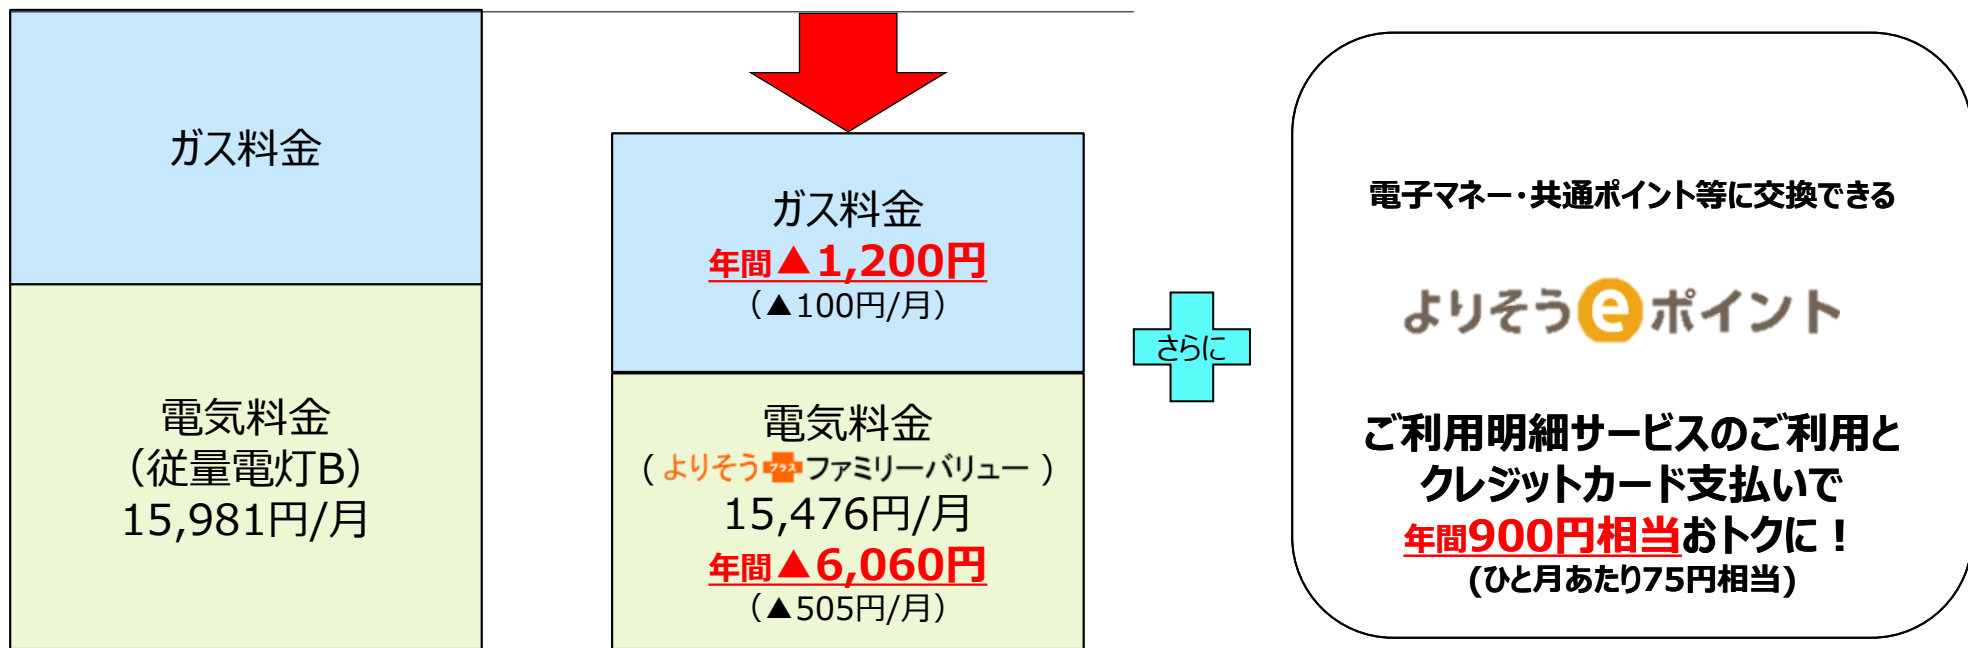 ガス料金
電気料金
（従量電灯B）
15,981円/月
ガス料金
年間▲1,200円
（▲100円/月）
電気料金
（よりそうプラスファミリーバリュー）
15,476円/月
年間▲6,060円
（▲505円/月）
さらに
電子マネー・共通ポイント等に交換できる
よりそうeポイント
ご利用明細サービスのご利用と
クレジットカード支払いで
年間900円相当おトクに！
(ひと月あたり75円相当)